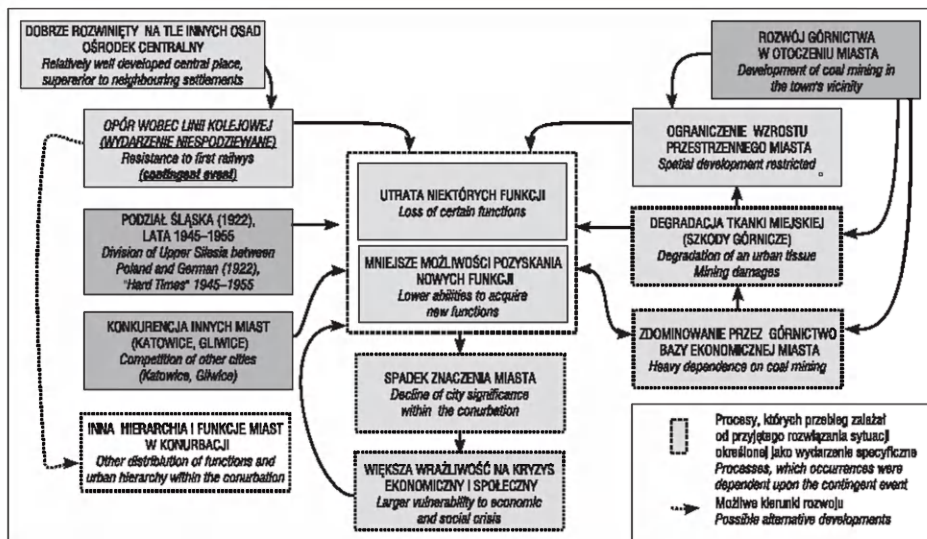 DOBRZE ROZWINIĘTY NA TLE INNYCH OSAD
OŚRODEK CENTRALNY
Relatively well developed central place,
supererior to neighbouring settlements
OPÓR WOBEC LINII KOLEJOWEJ
(WYDARZENIE NIESPODZIEWANE)
Resistance to first railwys
(contingent event)
PODZIAŁ ŚLĄSKA (1922),
LATA 1945–1955
Division of Upper Silesia between
Poland and German (1922),
"Hard Times" 1945–1955
KONKURENCJA INNYCH MIAST
(KATOWICE, GLIWICE)
Competition of other cities
(Katowice, Gliwice)
INNA HIERARCHIA I FUNKCJE MIAST
W KONURBACJI
Other distribution of functions and
urban hierarchy within the conurbation
UTRATA NIEKTÓRYCH FUNKCJI
Loss of certain functions
MNIEJSZE MOŻLIWOŚCI POZYSKANIA
NOWYCH FUNKCJI
Lower abilities to acquire
new functions
SPADEK ZNACZENIA MIASTA
Decline of city significance
within the conurbation
WIĘKSZA WRAŻLIWOŚĆ NA KRYZYS
EKONOMICZNY I SPOŁECZNY
Larger vulnerability to economic
and social crisis
ROZWÓJ GÓRNICTWA
W OTOCZENIU MIASTA
Development of coal mining in
the town's vicinity
OGRANICZENIE WZROSTU
PRZESTRZENNEGO MIASTA
Spatial development restricted
DEGRADACJA TKANKI MIEJSKIEJ
(SZKODY GÓRNICZE)
Degradation of an urban tissue
Mining damages
ZDOMINOWANIE PRZEZ GÓRNICTWO
BAZY EKONOMICZNEJ MIASTA
Heavy dependence on coal mining
Procesy, których przebieg zależał
od przyjętego rozwiązania sytuacji
określonej jako wydarzenie specyficzne
Processes, which occurrences were
dependent upon the contingent event
Możliwe kierunki rozwoju
Possible alternative developments